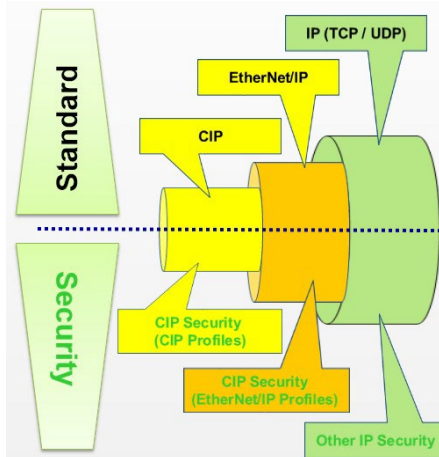 IP (TCP / UDP)
EtherNet/IP
CIP
Standard
Security
CIP Security
(CIP Profiles)
CIP Security
(EtherNet/IP Profiles)
Other IP Security